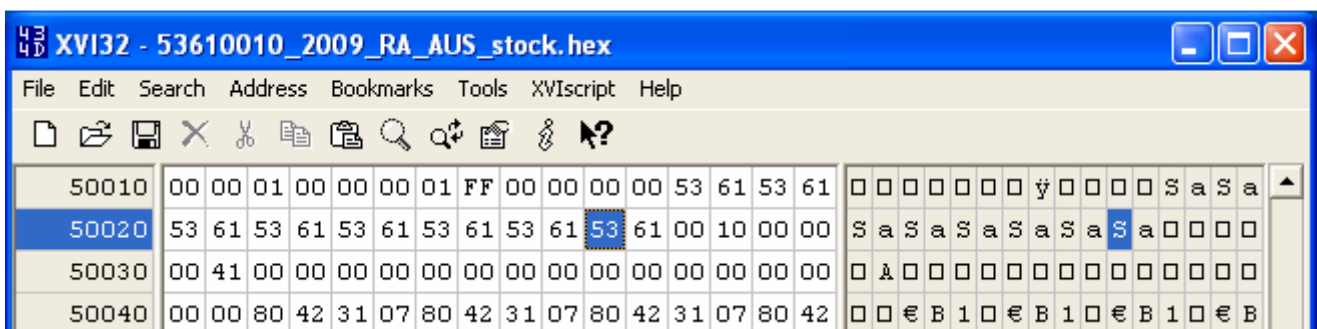 XVI32 - 53610010_2009_RA_AUS_stock.hex
File Edit Search Address Bookmarks Tools XVIscript Help
50010 00 00 01 00 00 00 01 FF 00 00 00 00 53 61 53 61 □□□□□□□ÿ□□□□SaSa
50020 53 61 53 61 53 61 53 61 53 61 53 61 00 10 00 00 SaSaSaSaSaSa□□□□
50030 00 41 00 00 00 00 00 00 00 00 00 00 00 00 00 00 □A□□□□□□□□□□□□□□
50040 00 00 80 42 31 07 80 42 31 07 80 42 31 07 80 42 □□€B1□€B1□€B1□€B